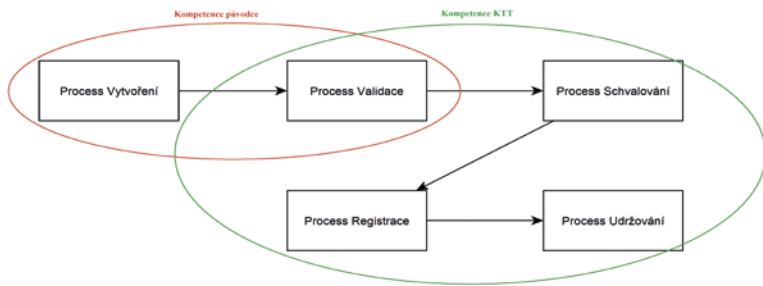 Kompetence původce
Kompetence KTT
Process Vytvoření
Process Validace
Process Schvalování
Process Registrace
Process Udržování